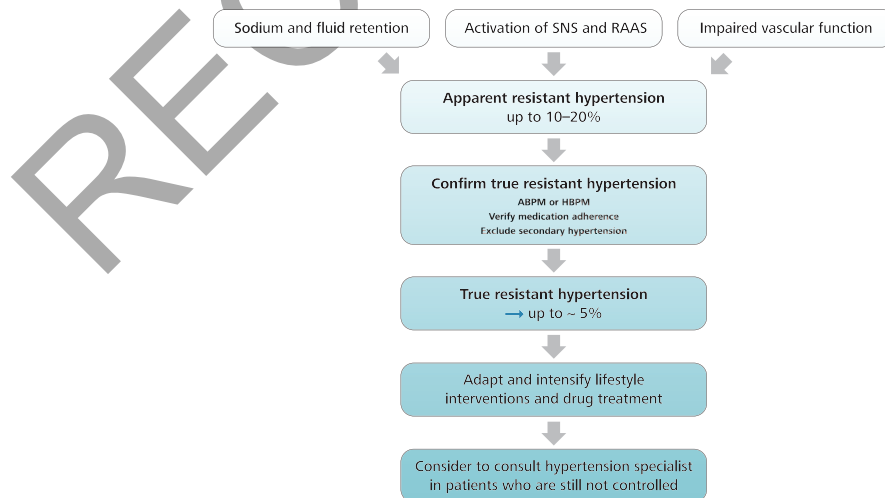 Sodium and fluid retention
Activation of SNS and RAAS
Impaired vascular function
Apparent resistant hypertension
up to 10–20%
Confirm true resistant hypertension
ABPM or HBPM
Verify medication adherence
Exclude secondary hypertension
True resistant hypertension
→ up to ~ 5%
Adapt and intensify lifestyle
interventions and drug treatment
Consider to consult hypertension specialist
in patients who are still not controlled